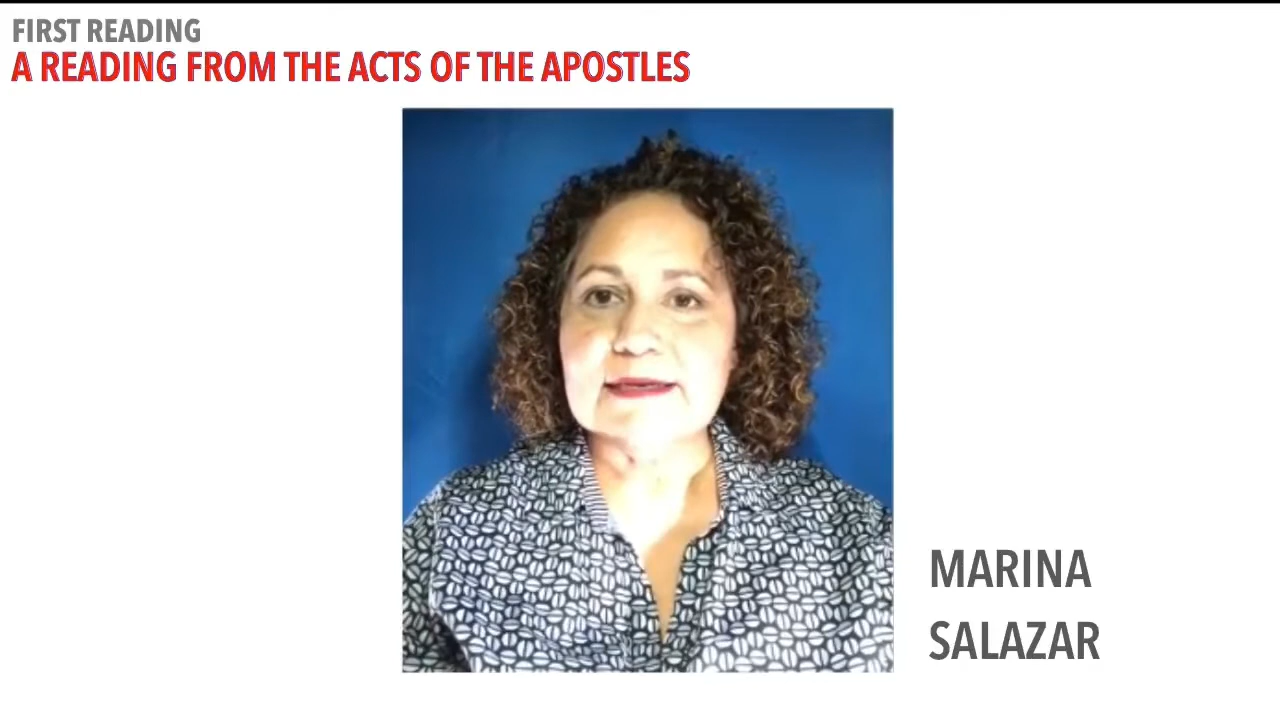 FIRST READING
A READING FROM THE ACTS OF THE APOSTLES
MARINA
SALAZAR